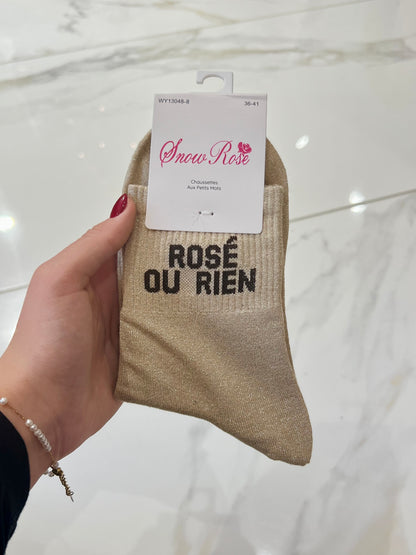 WY13048-8 36-41
Snow Rose
Chaussettes
Aux Petits Mots
ROSÉ
OU RIEN